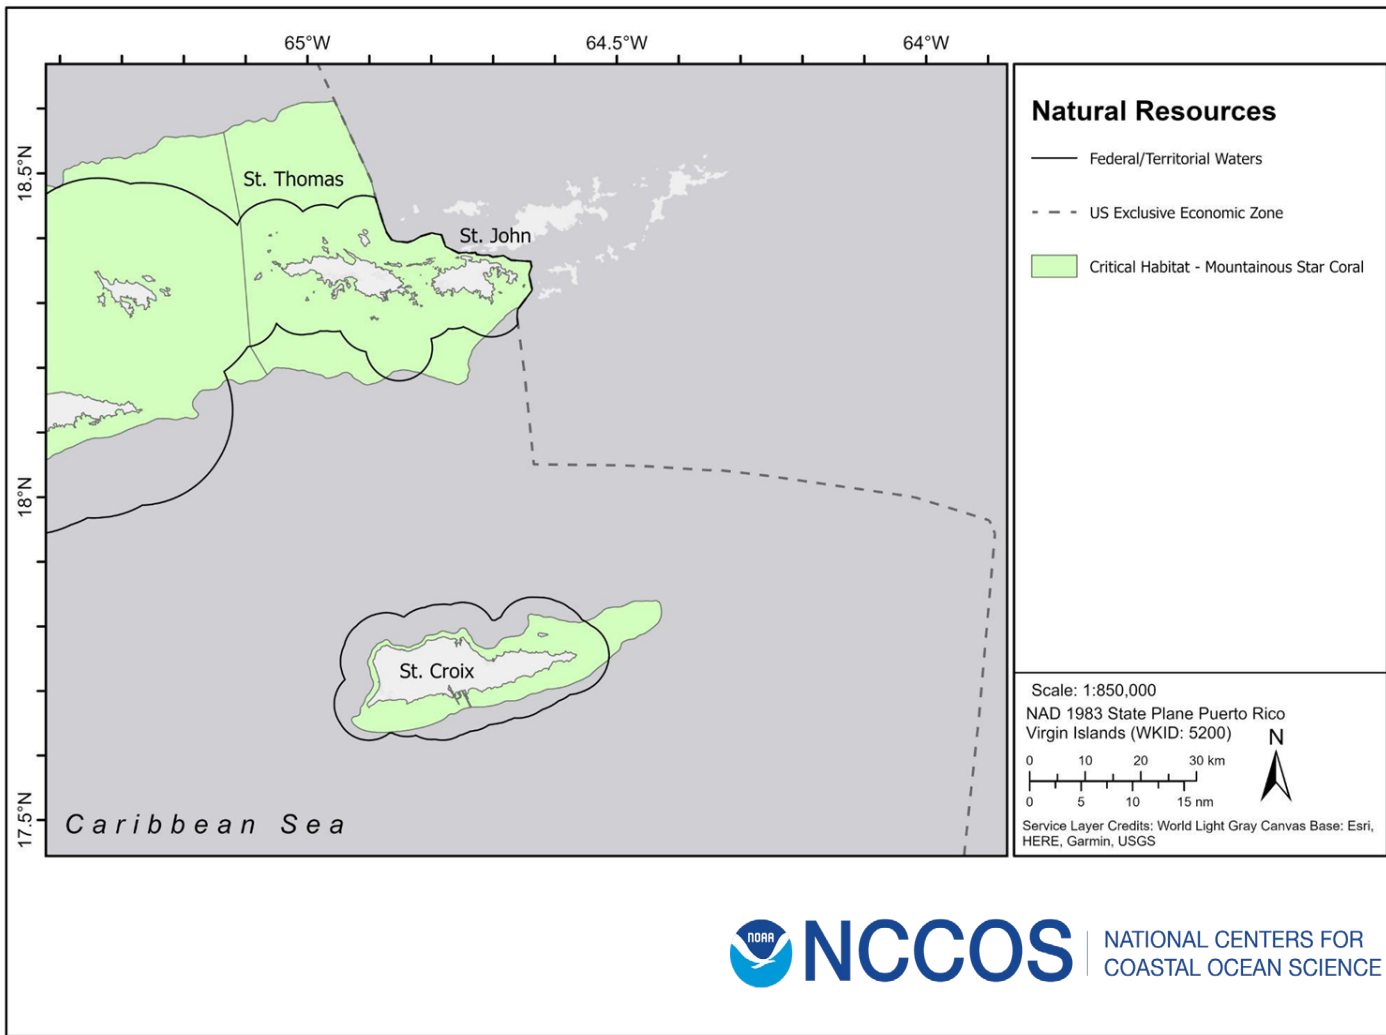 65°W
64.5°W
64°W
18.5°N
18°N
17.5°N
St. Thomas
St. John
St. Croix
Caribbean Sea
Natural Resources
Federal/Territorial Waters
US Exclusive Economic Zone
Critical Habitat - Mountainous Star Coral
Scale: 1:850,000
NAD 1983 State Plane Puerto Rico
Virgin Islands (WKID: 5200)
N
0 10 20 30 km
0 5 10 15 nm
Service Layer Credits: World Light Gray Canvas Base: Esri,
HERE, Garmin, USGS
NOAA
NCCOS
NATIONAL CENTERS FOR
COASTAL OCEAN SCIENCE